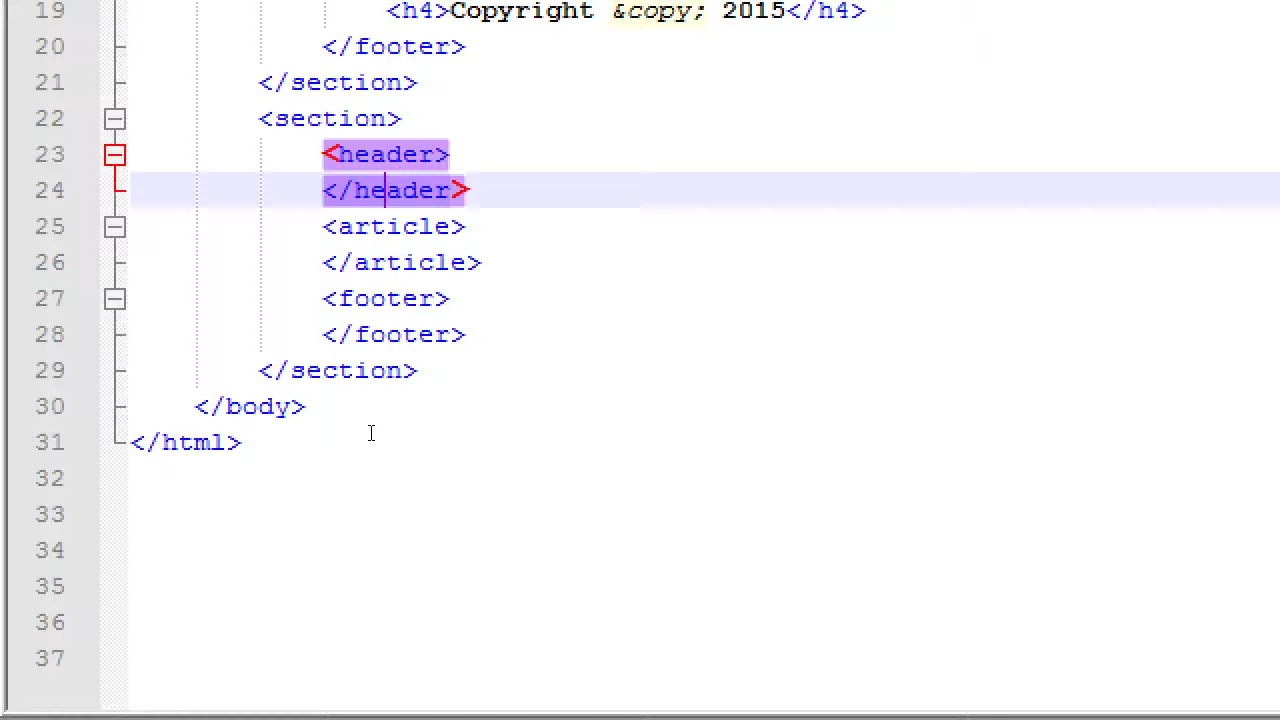 19 <h4>Copyright &copy; 2015</h4>
20 </footer>
21 </section>
22 <section>
23 <header>
24 </header>
25 <article>
26 </article>
27 <footer>
28 </footer>
29 </section>
30 </body>
31 </html>
32
33
34
35
36
37